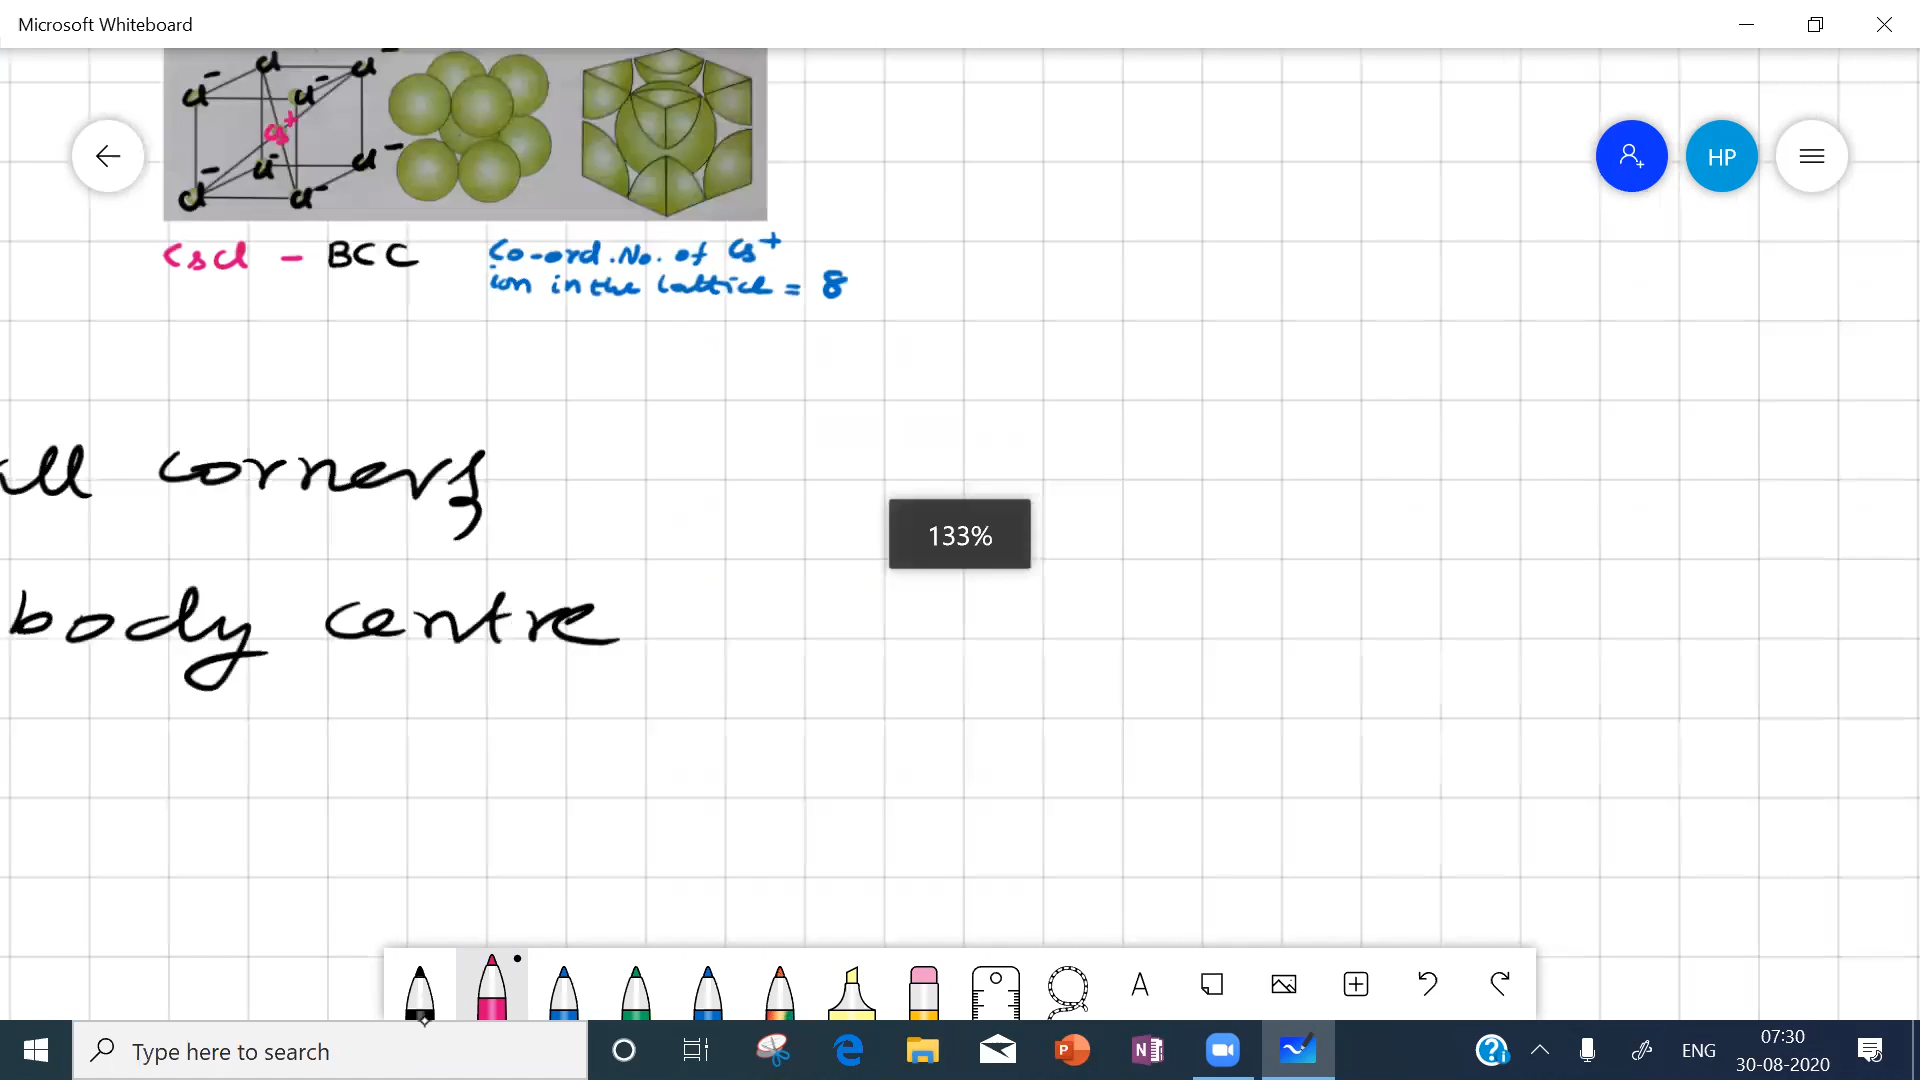 Microsoft Whiteboard
Cl⁻ Cl⁻
Cl⁻ Cl⁻
Cs⁺
Cl⁻ Cl⁻
Cl⁻ Cl⁻
HP
CsCl - BCC
Co-ord. No. of Cs⁺
ion in the lattice = 8
all corners
133%
body centre
A
Type here to search
ENG
07:30
30-08-2020